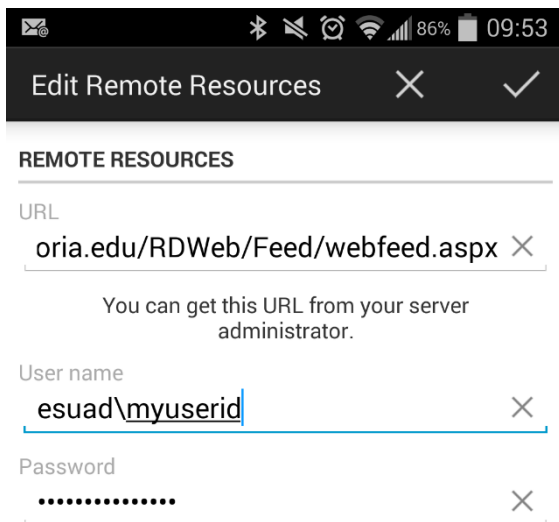 86% 09:53
Edit Remote Resources
REMOTE RESOURCES
URL
oria.edu/RDWeb/Feed/webfeed.aspx
You can get this URL from your server
administrator.
User name
esuad\myuserid
Password
•••••••••••••••